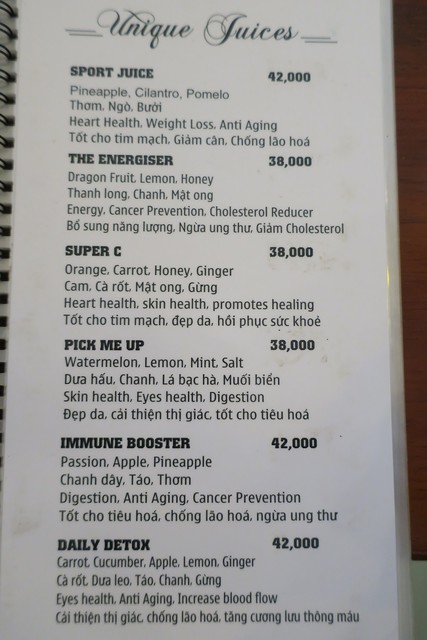 Unique Juices
SPORT JUICE 42,000
Pineapple, Cilantro, Pomelo
Thơm, Ngò, Bưởi
Heart Health, Weight Loss, Anti Aging
Tốt cho tim mạch, Giảm cân, Chống lão hoá
THE ENERGISER 38,000
Dragon Fruit, Lemon, Honey
Thanh long, Chanh, Mật ong
Energy, Cancer Prevention, Cholesterol Reducer
Bổ sung năng lượng, Ngừa ung thư, Giảm Cholesterol
SUPER C 38,000
Orange, Carrot, Honey, Ginger
Cam, Cà rốt, Mật ong, Gừng
Heart health, skin health, promotes healing
Tốt cho tim mạch, đẹp da, hồi phục sức khoẻ
PICK ME UP 38,000
Watermelon, Lemon, Mint, Salt
Dưa hấu, Chanh, Lá bạc hà, Muối biển
Skin health, Eyes health, Digestion
Đẹp da, cải thiện thị giác, tốt cho tiêu hoá
IMMUNE BOOSTER 42,000
Passion, Apple, Pineapple
Chanh dây, Táo, Thơm
Digestion, Anti Aging, Cancer Prevention
Tốt cho tiêu hoá, chống lão hoá, ngừa ung thư
DAILY DETOX 42,000
Carrot, Cucumber, Apple, Lemon, Ginger
Cà rốt, Dưa leo, Táo, Chanh, Gừng
Eyes health, Anti Aging, Increase blood flow
Cải thiện thị giác, chống lão hoá, tăng cương lưu thông máu